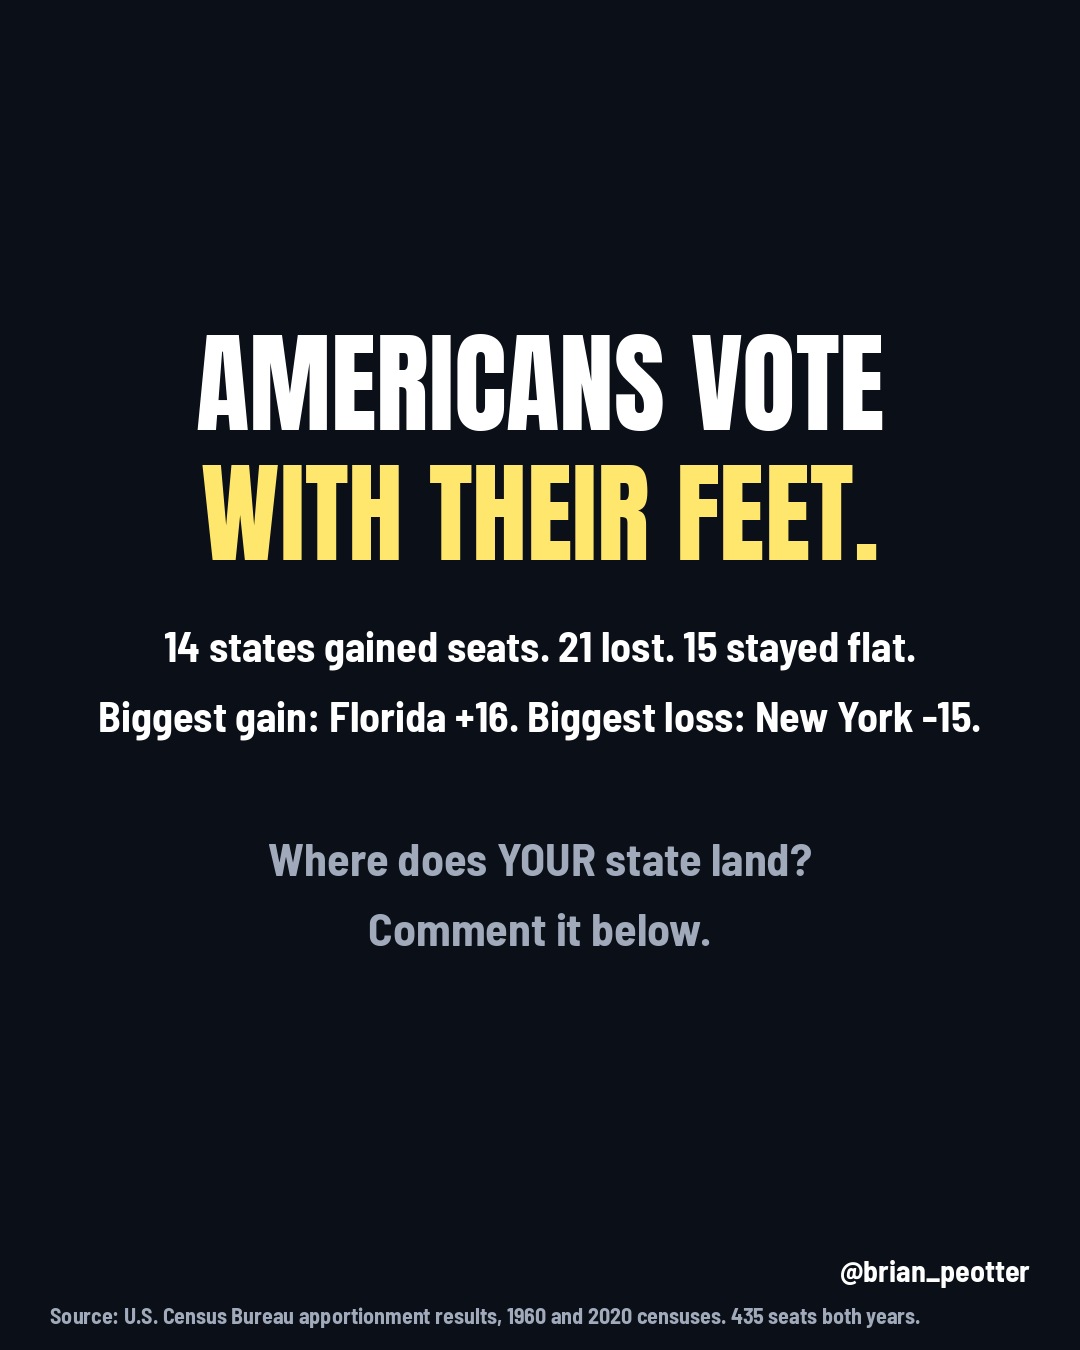 AMERICANS VOTE
WITH THEIR FEET.
14 states gained seats. 21 lost. 15 stayed flat.
Biggest gain: Florida +16. Biggest loss: New York -15.
Where does YOUR state land?
Comment it below.
@brian_peotter
Source: U.S. Census Bureau apportionment results, 1960 and 2020 censuses. 435 seats both years.